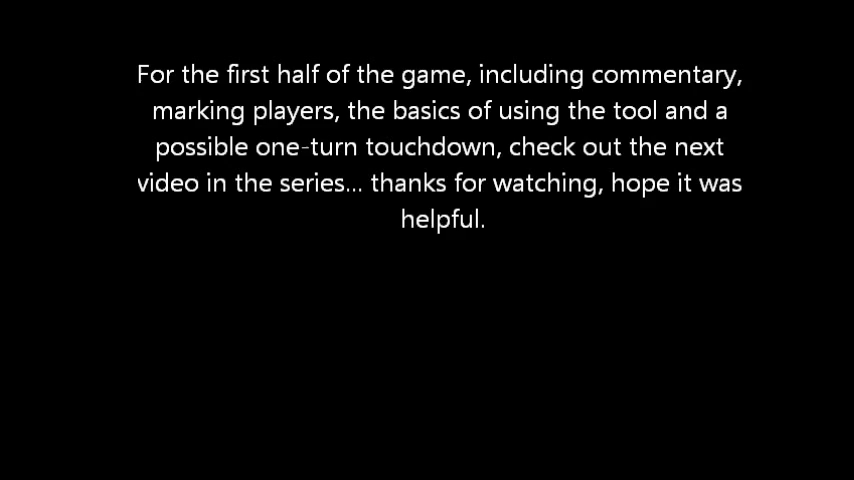 For the first half of the game, including commentary,
marking players, the basics of using the tool and a
possible one-turn touchdown, check out the next
video in the series... thanks for watching, hope it was
helpful.